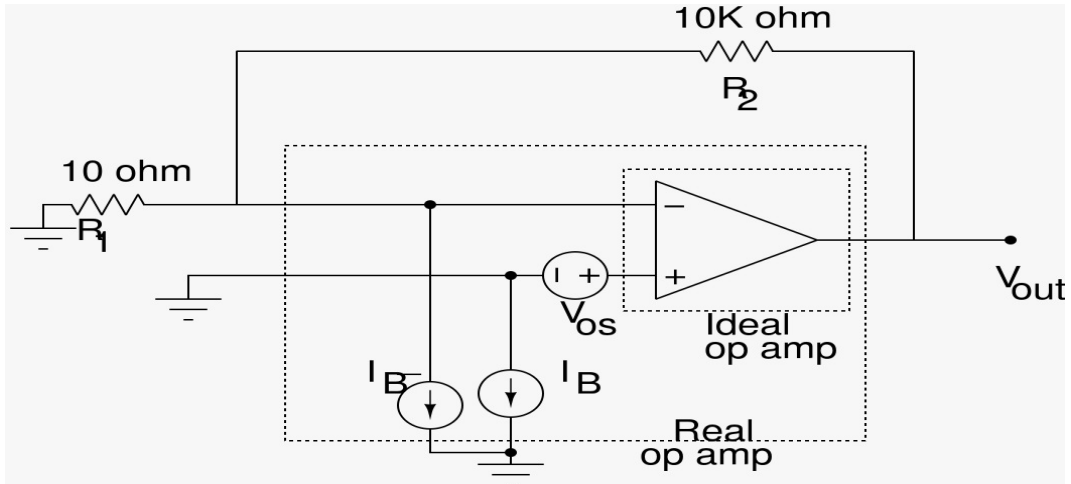 10K ohm
R2
10 ohm
R1
−
+
− +
Vos
Ideal
op amp
Vout
IB−
IB
Real
op amp